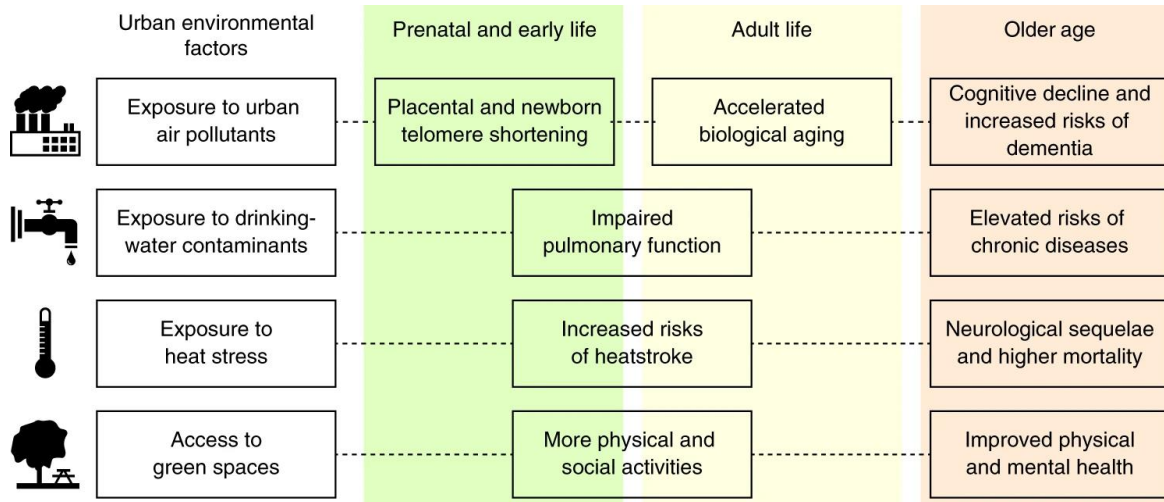 Urban environmental
factors
Prenatal and early life
Adult life
Older age
Exposure to urban
air pollutants
Placental and newborn
telomere shortening
Accelerated
biological aging
Cognitive decline and
increased risks of
dementia
Exposure to drinking-
water contaminants
Impaired
pulmonary function
Elevated risks of
chronic diseases
Exposure to
heat stress
Increased risks
of heatstroke
Neurological sequelae
and higher mortality
Access to
green spaces
More physical and
social activities
Improved physical
and mental health